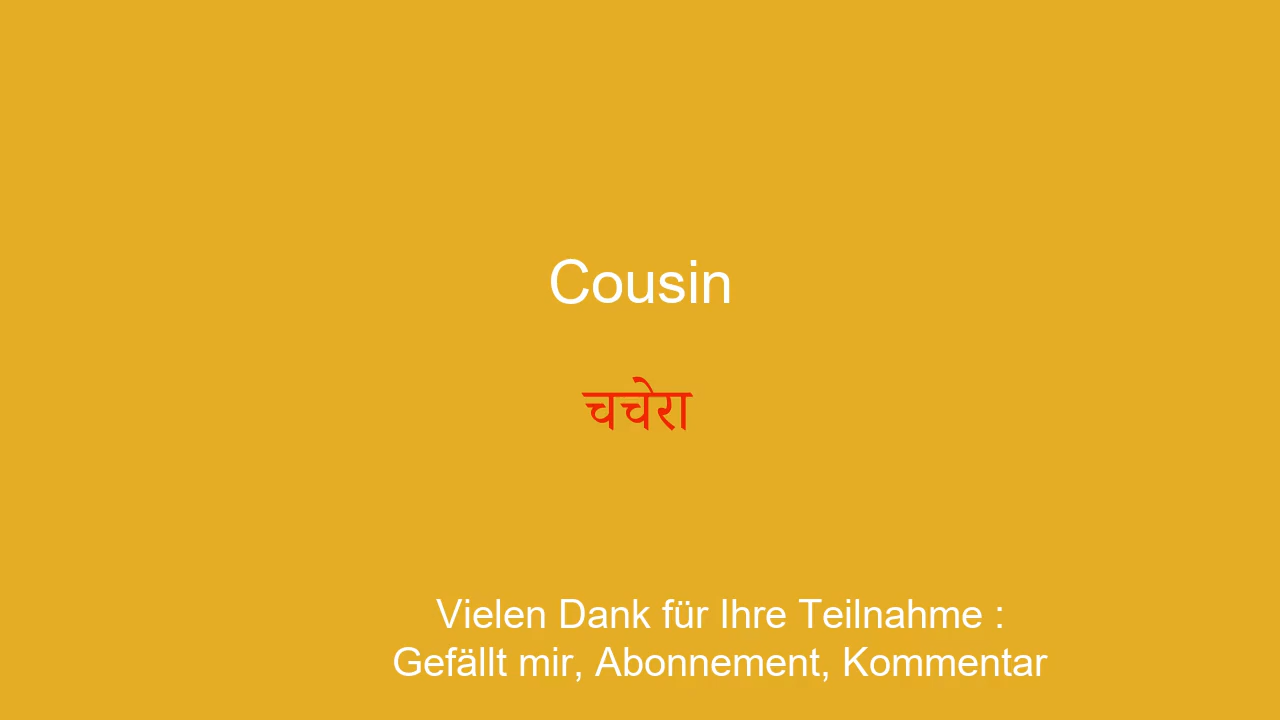 Cousin
चचेरा
Vielen Dank für Ihre Teilnahme :
Gefällt mir, Abonnement, Kommentar